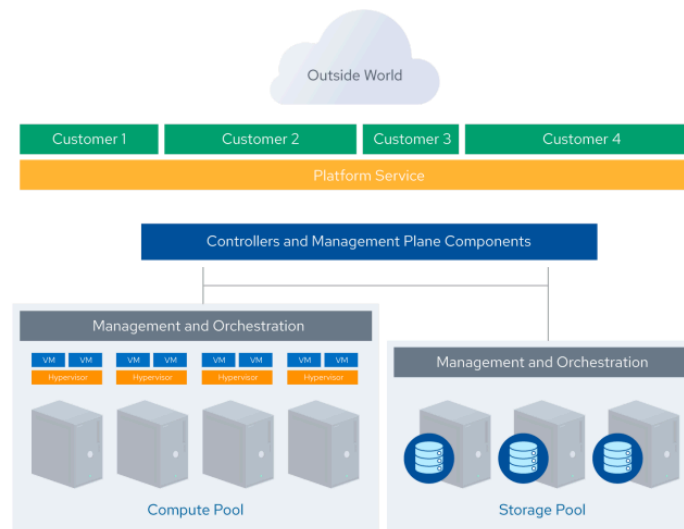 Outside World
Customer 1 Customer 2 Customer 3 Customer 4
Platform Service
Controllers and Management Plane Components
Management and Orchestration
VM VM VM VM VM VM VM VM
Hypervisor Hypervisor Hypervisor Hypervisor
Compute Pool
Management and Orchestration
Storage Pool